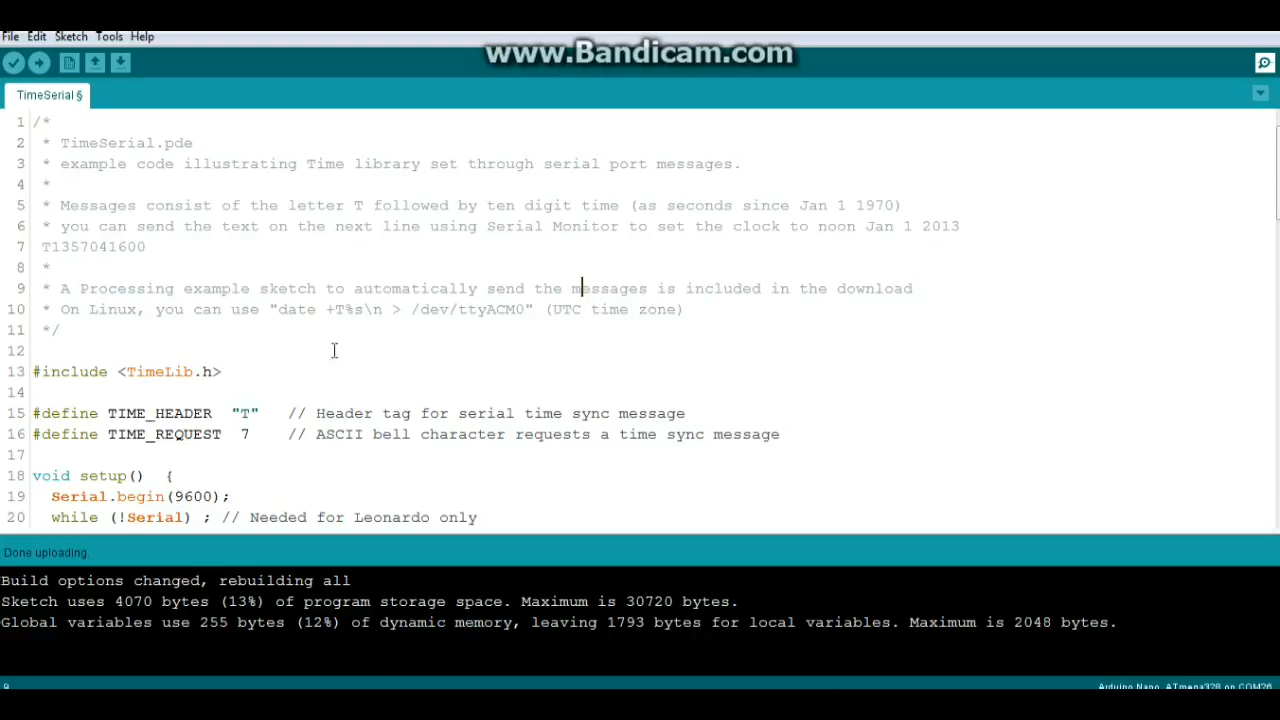 www.Bandicam.com
File Edit Sketch Tools Help
TimeSerial §
1 /*
2  * TimeSerial.pde
3  * example code illustrating Time library set through serial port messages.
4  *
5  * Messages consist of the letter T followed by ten digit time (as seconds since Jan 1 1970)
6  * you can send the text on the next line using Serial Monitor to set the clock to noon Jan 1 2013
7  T1357041600
8  *
9  * A Processing example sketch to automatically send the messages is included in the download
10  * On Linux, you can use "date +T%s\n > /dev/ttyACM0" (UTC time zone)
11  */
12
13 #include <TimeLib.h>
14
15 #define TIME_HEADER  "T"   // Header tag for serial time sync message
16 #define TIME_REQUEST  7    // ASCII bell character requests a time sync message
17
18 void setup()  {
19   Serial.begin(9600);
20   while (!Serial) ; // Needed for Leonardo only
Done uploading.
Build options changed, rebuilding all
Sketch uses 4070 bytes (13%) of program storage space. Maximum is 30720 bytes.
Global variables use 255 bytes (12%) of dynamic memory, leaving 1793 bytes for local variables. Maximum is 2048 bytes.
9 Arduino Nano, ATmega328 on COM26